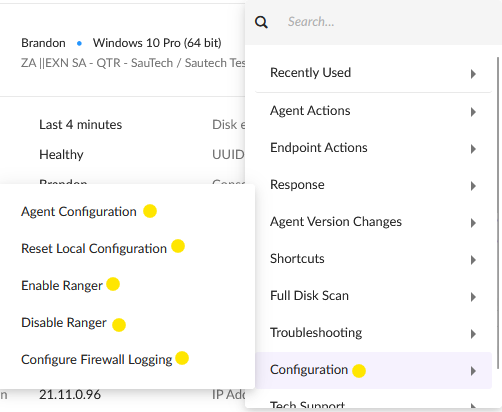 Search...
Brandon • Windows 10 Pro (64 bit)
ZA ||EXN SA - QTR - SauTech / Sautech Tes
Recently Used
Last 4 minutes Disk e
Agent Actions
Healthy UUID
Endpoint Actions
Brandon Cons
Response
Agent Configuration
Agent Version Changes
Reset Local Configuration
Shortcuts
Enable Ranger
Full Disk Scan
Disable Ranger
Troubleshooting
Configure Firewall Logging
Configuration
n 21.11.0.96 IP Add
Tech Support